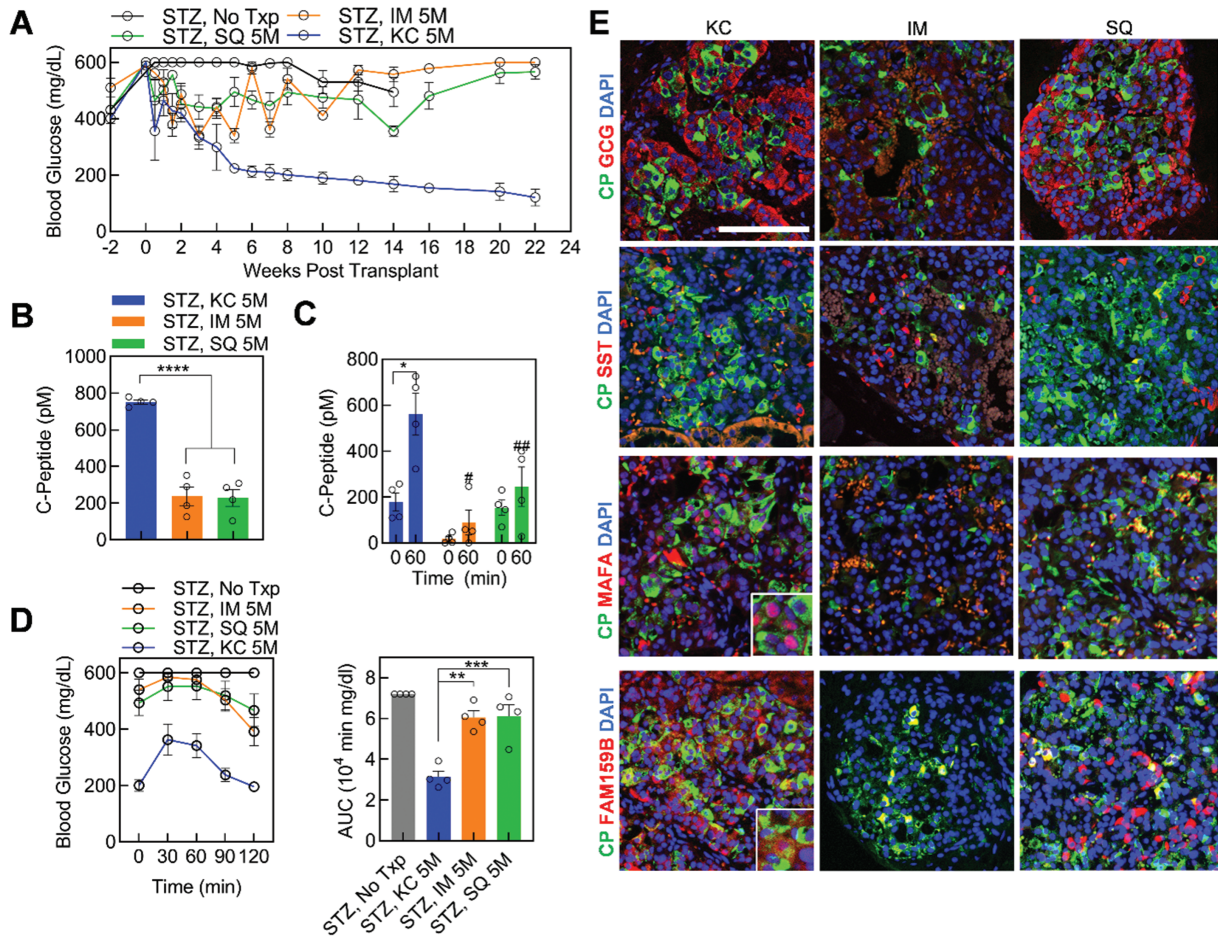 A
STZ, No Txp
STZ, IM 5M
STZ, SQ 5M
STZ, KC 5M
Blood Glucose (mg/dL)
600
400
200
0
-2 0 2 4 6 8 10 12 14 16 18 20 22 24
Weeks Post Transplant
B
STZ, KC 5M
STZ, IM 5M
STZ, SQ 5M
C-Peptide (pM)
1000
800
600
400
200
0
****
C
C-Peptide (pM)
800
600
400
200
0
*
#
##
0 60 0 60 0 60
Time (min)
D
STZ, No Txp
STZ, IM 5M
STZ, SQ 5M
STZ, KC 5M
Blood Glucose (mg/dL)
600
400
200
0
0 30 60 90 120
Time (min)
AUC (10⁴ min mg/dl)
8
6
4
2
0
***
**
STZ, No Txp
STZ, KC 5M
STZ, IM 5M
STZ, SQ 5M
E
KC IM SQ
CP GCG DAPI
CP SST DAPI
CP MAFA DAPI
CP FAM159B DAPI